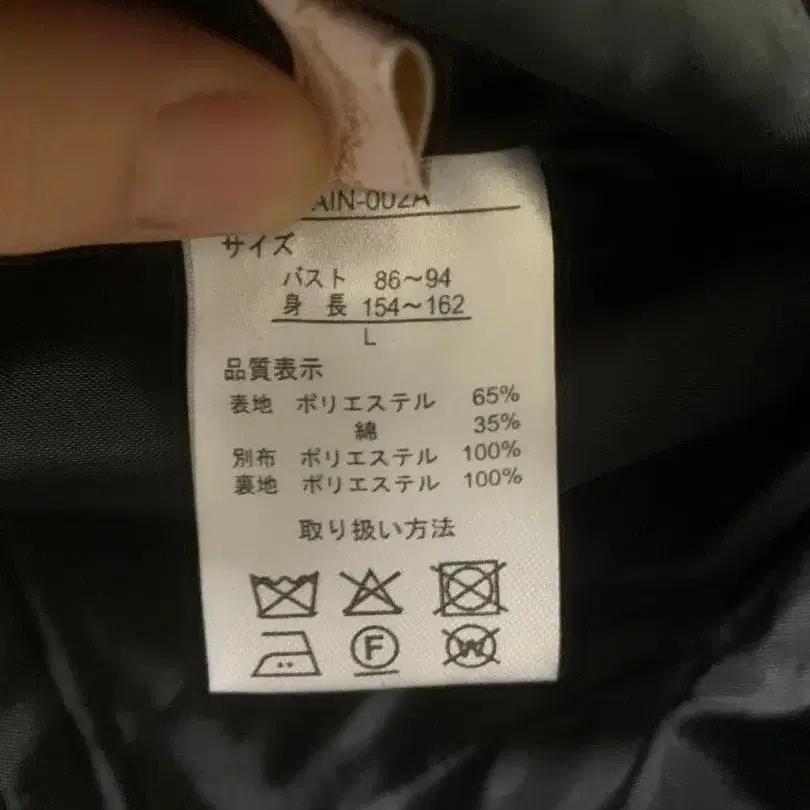 AIN-002A
サイズ
バスト 86～94
身 長 154～162
L
品質表示
表地 ポリエステル 65%
綿 35%
別布 ポリエステル 100%
裏地 ポリエステル 100%
取り扱い方法
F W